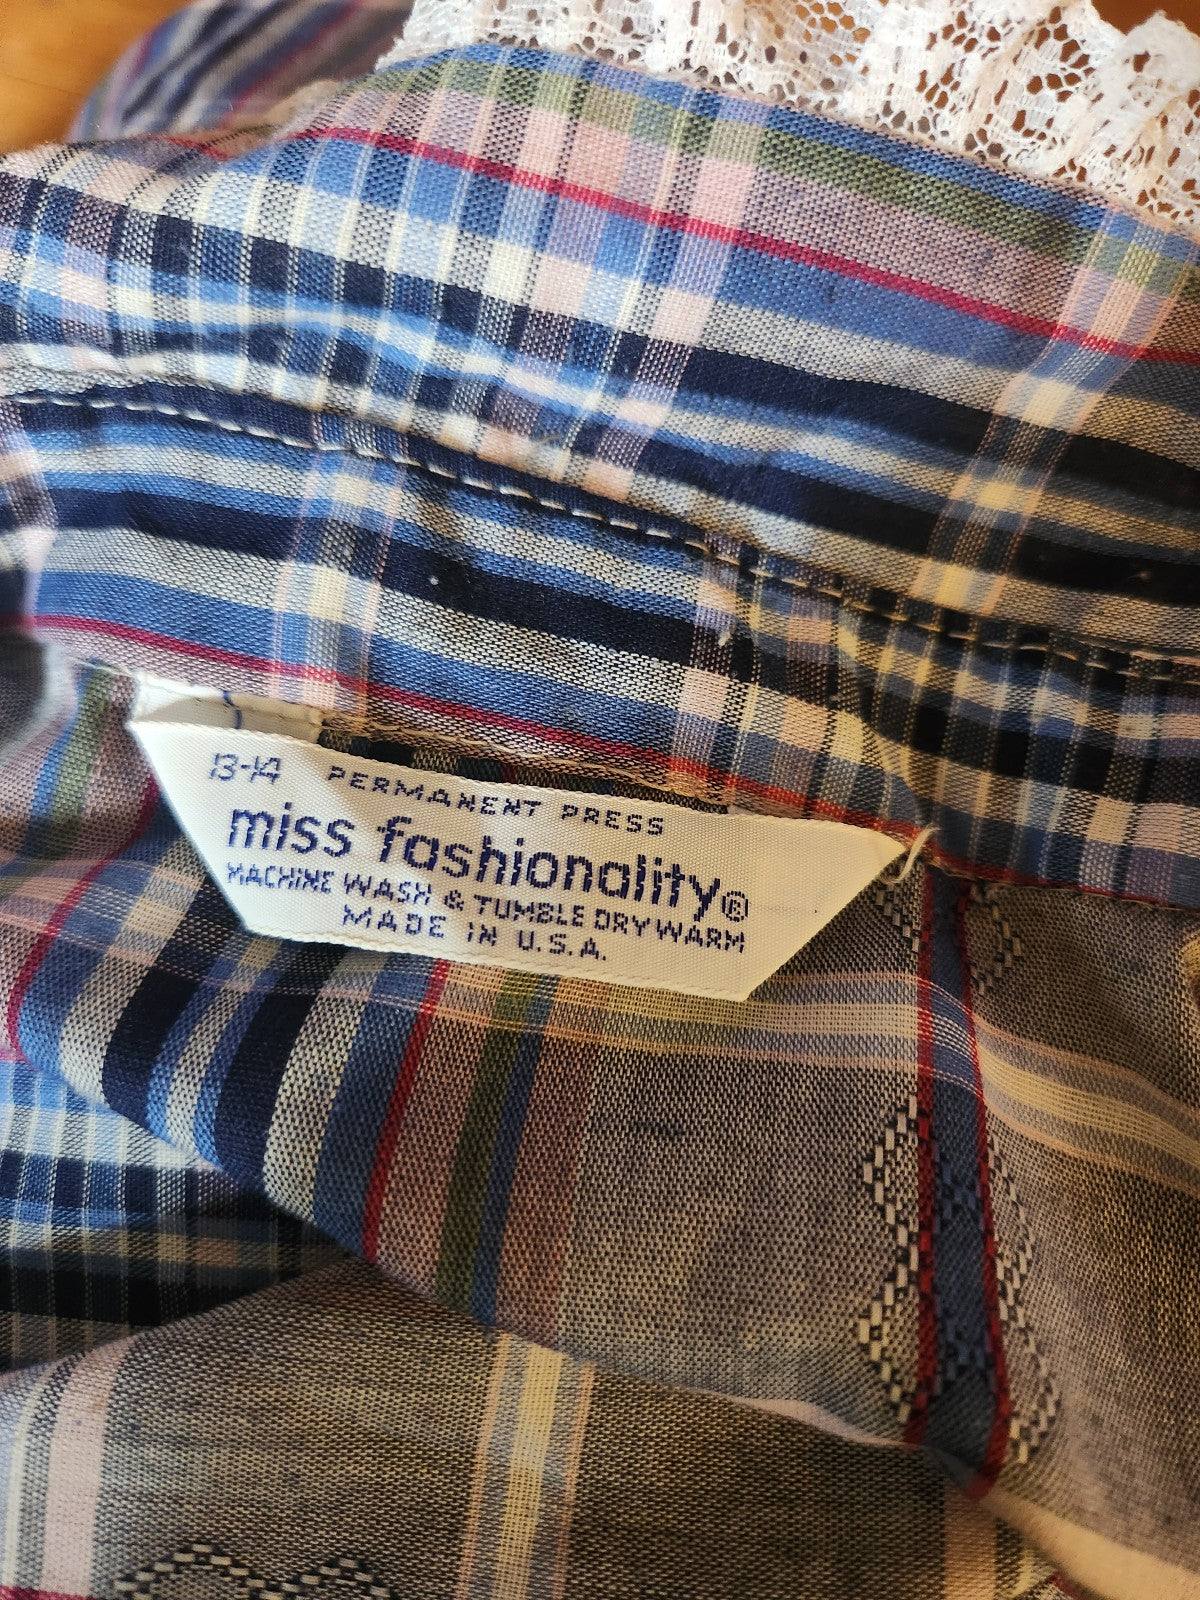 13-14 PERMANENT PRESS
miss fashionality®
MACHINE WASH & TUMBLE DRY WARM
MADE IN U.S.A.